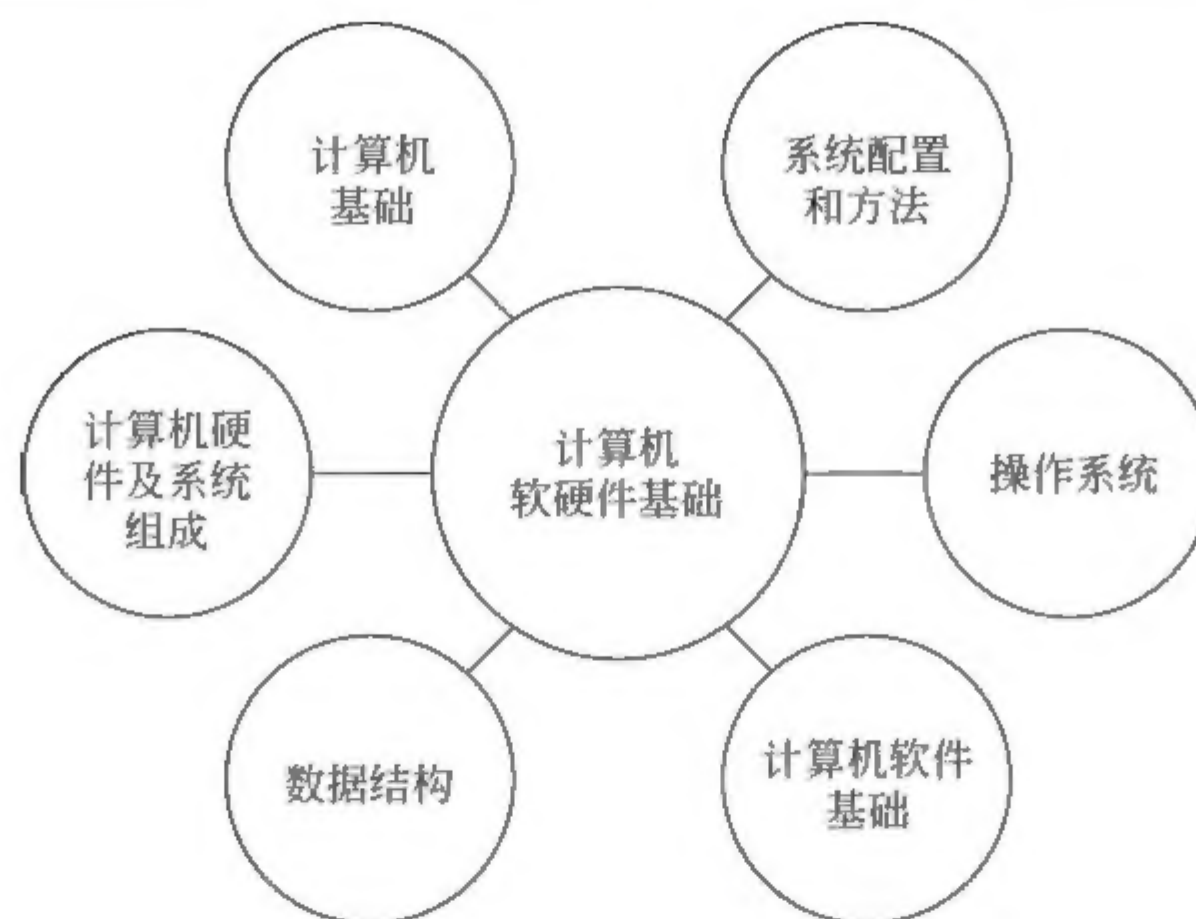 计算机
基础
系统配置
和方法
计算机硬
件及系统
组成
计算机
软硬件基础
操作系统
数据结构
计算机软件
基础